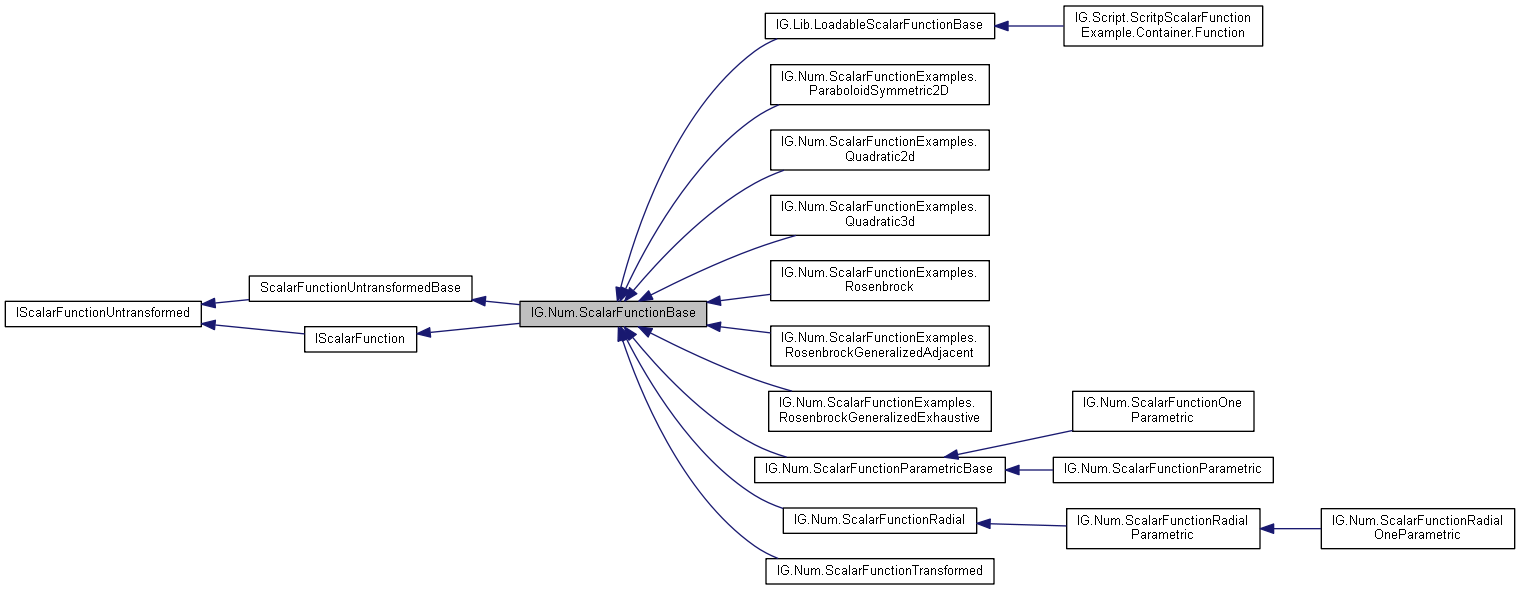 IG.Lib.LoadableScalarFunctionBase
IG.Script.ScritpScalarFunction
Example.Container.Function
IG.Num.ScalarFunctionExamples.
ParaboloidSymmetric2D
IG.Num.ScalarFunctionExamples.
Quadratic2d
IG.Num.ScalarFunctionExamples.
Quadratic3d
IG.Num.ScalarFunctionExamples.
Rosenbrock
ScalarFunctionUntransformedBase
IScalarFunctionUntransformed
IG.Num.ScalarFunctionBase
IScalarFunction
IG.Num.ScalarFunctionExamples.
RosenbrockGeneralizedAdjacent
IG.Num.ScalarFunctionExamples.
RosenbrockGeneralizedExhaustive
IG.Num.ScalarFunctionOne
Parametric
IG.Num.ScalarFunctionParametricBase
IG.Num.ScalarFunctionParametric
IG.Num.ScalarFunctionRadial
IG.Num.ScalarFunctionRadial
Parametric
IG.Num.ScalarFunctionRadial
OneParametric
IG.Num.ScalarFunctionTransformed